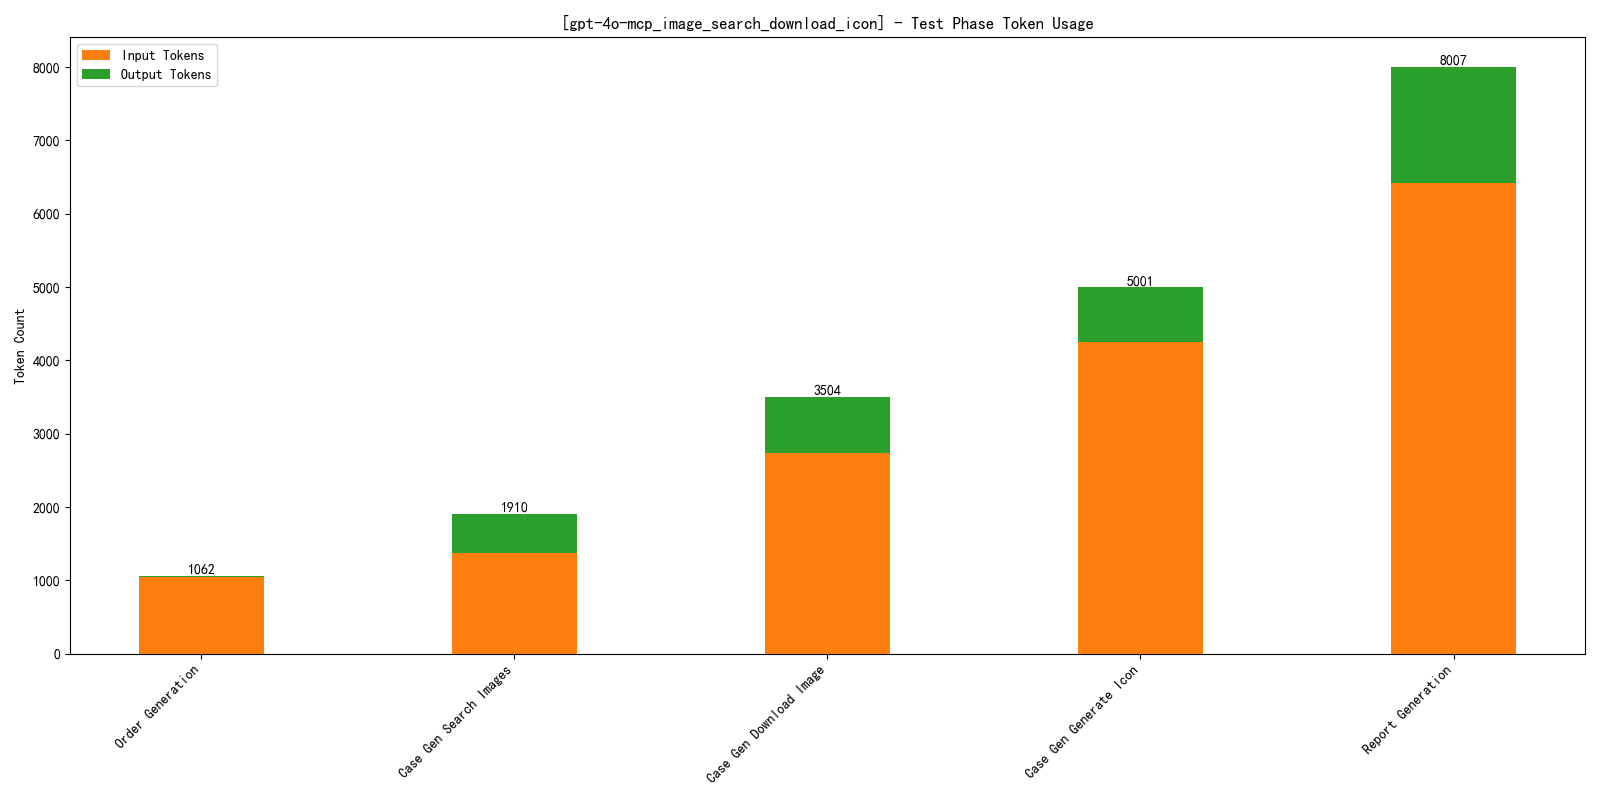 [gpt-4o-mcp_image_search_download_icon] - Test Phase Token Usage
Input Tokens
Output Tokens
Token Count
8000
7000
6000
5000
4000
3000
2000
1000
0
1062
1910
3504
5001
8007
Order Generation
Case Gen Search Images
Case Gen Download Image
Case Gen Generate Icon
Report Generation